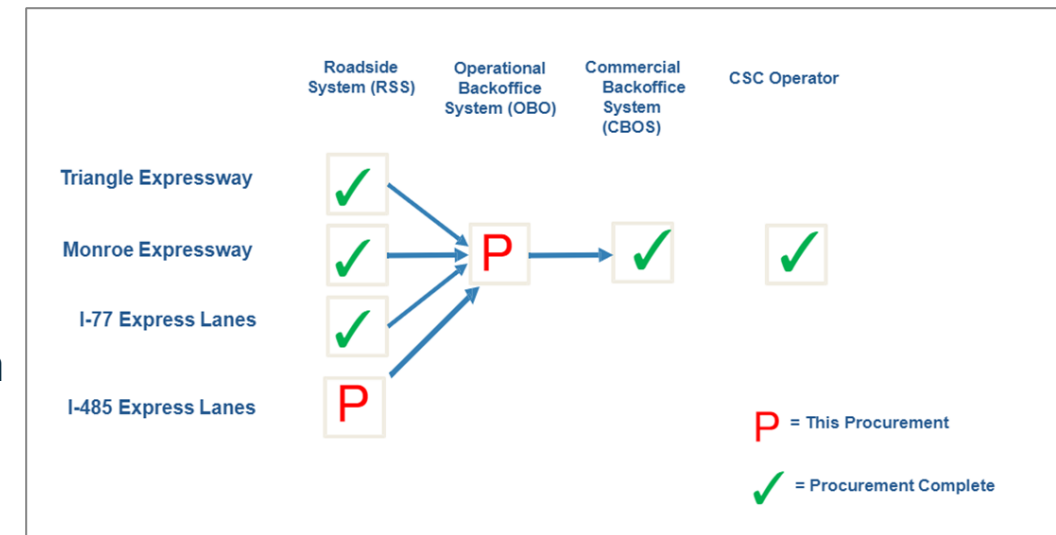 Roadside
System (RSS)
Operational
Backoffice
System (OBO)
Commercial
Backoffice
System
(CBOS)
CSC Operator
Triangle Expressway
Monroe Expressway
P
I-77 Express Lanes
I-485 Express Lanes
P
P = This Procurement
= Procurement Complete